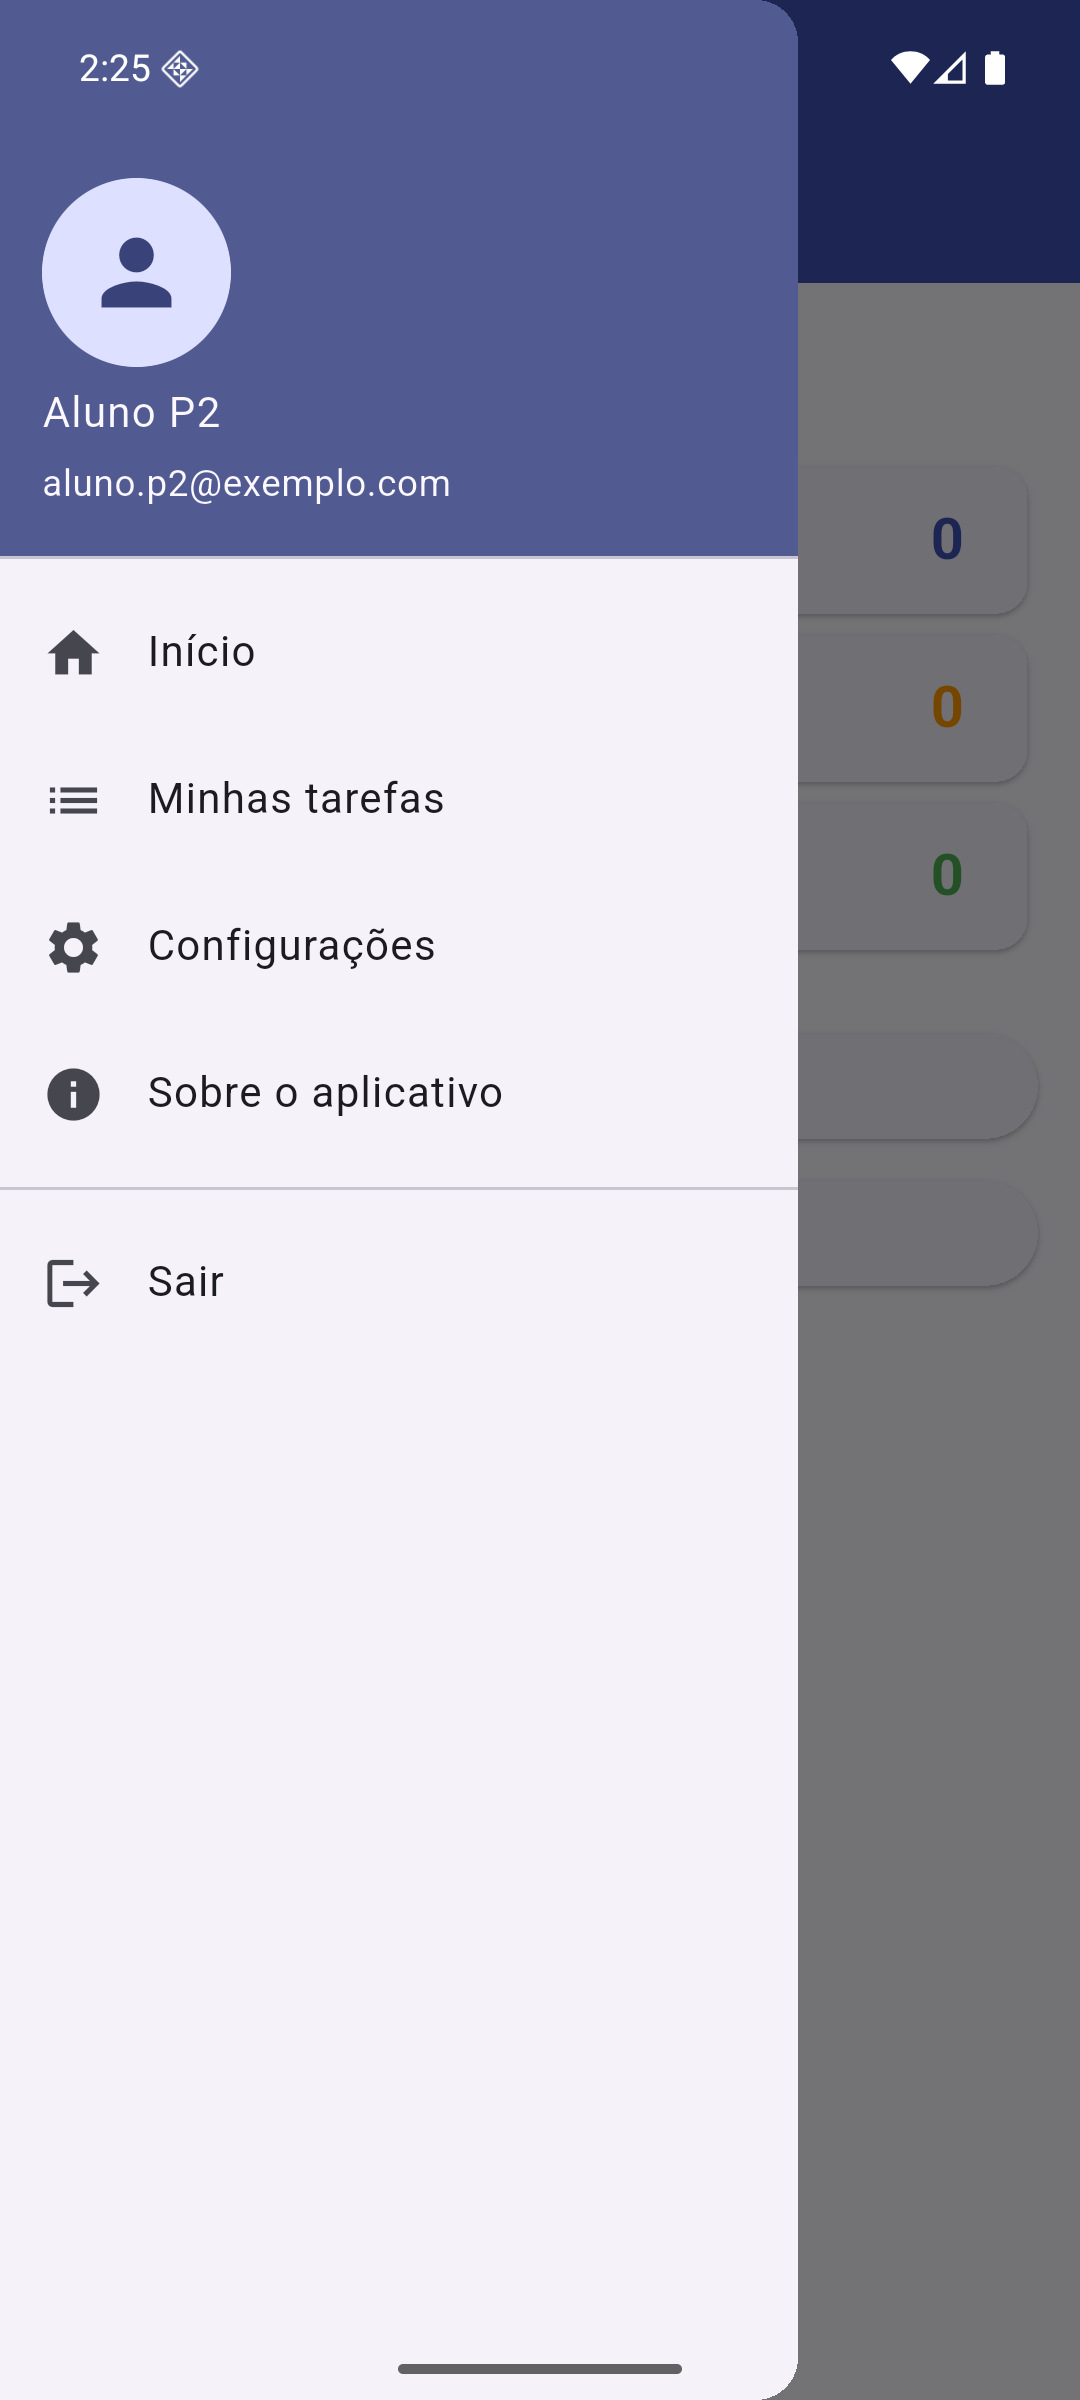 2:25
Aluno P2
aluno.p2@exemplo.com
0
Início
0
Minhas tarefas
0
Configurações
Sobre o aplicativo
Sair